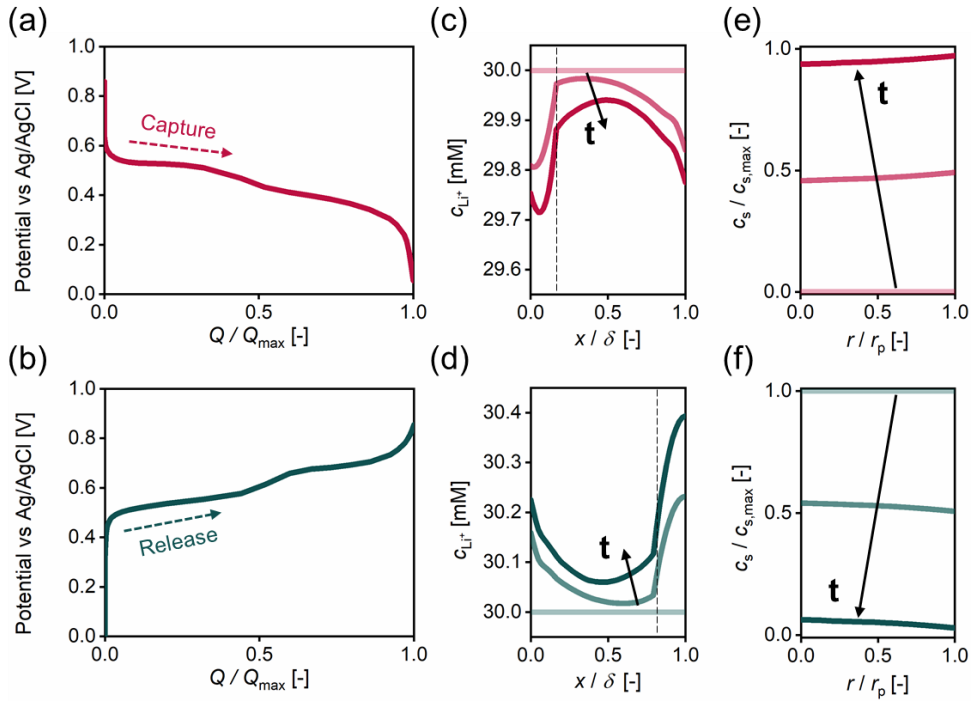 (a)
Potential vs Ag/AgCl [V]
1.0
0.8
0.6
0.4
0.2
0.0
Capture
0.0
0.5
1.0
Q / Qmax [-]
(c)
cLi⁺ [mM]
30.0
29.9
29.8
29.7
29.6
t
0.0
0.5
1.0
x / δ [-]
(e)
cs / cs,max [-]
1.0
0.5
0.0
t
0.0
0.5
1.0
r / rp [-]
(b)
Potential vs Ag/AgCl [V]
1.0
0.8
0.6
0.4
0.2
0.0
Release
0.0
0.5
1.0
Q / Qmax [-]
(d)
cLi⁺ [mM]
30.4
30.3
30.2
30.1
30.0
t
0.0
0.5
1.0
x / δ [-]
(f)
cs / cs,max [-]
1.0
0.5
0.0
t
0.0
0.5
1.0
r / rp [-]